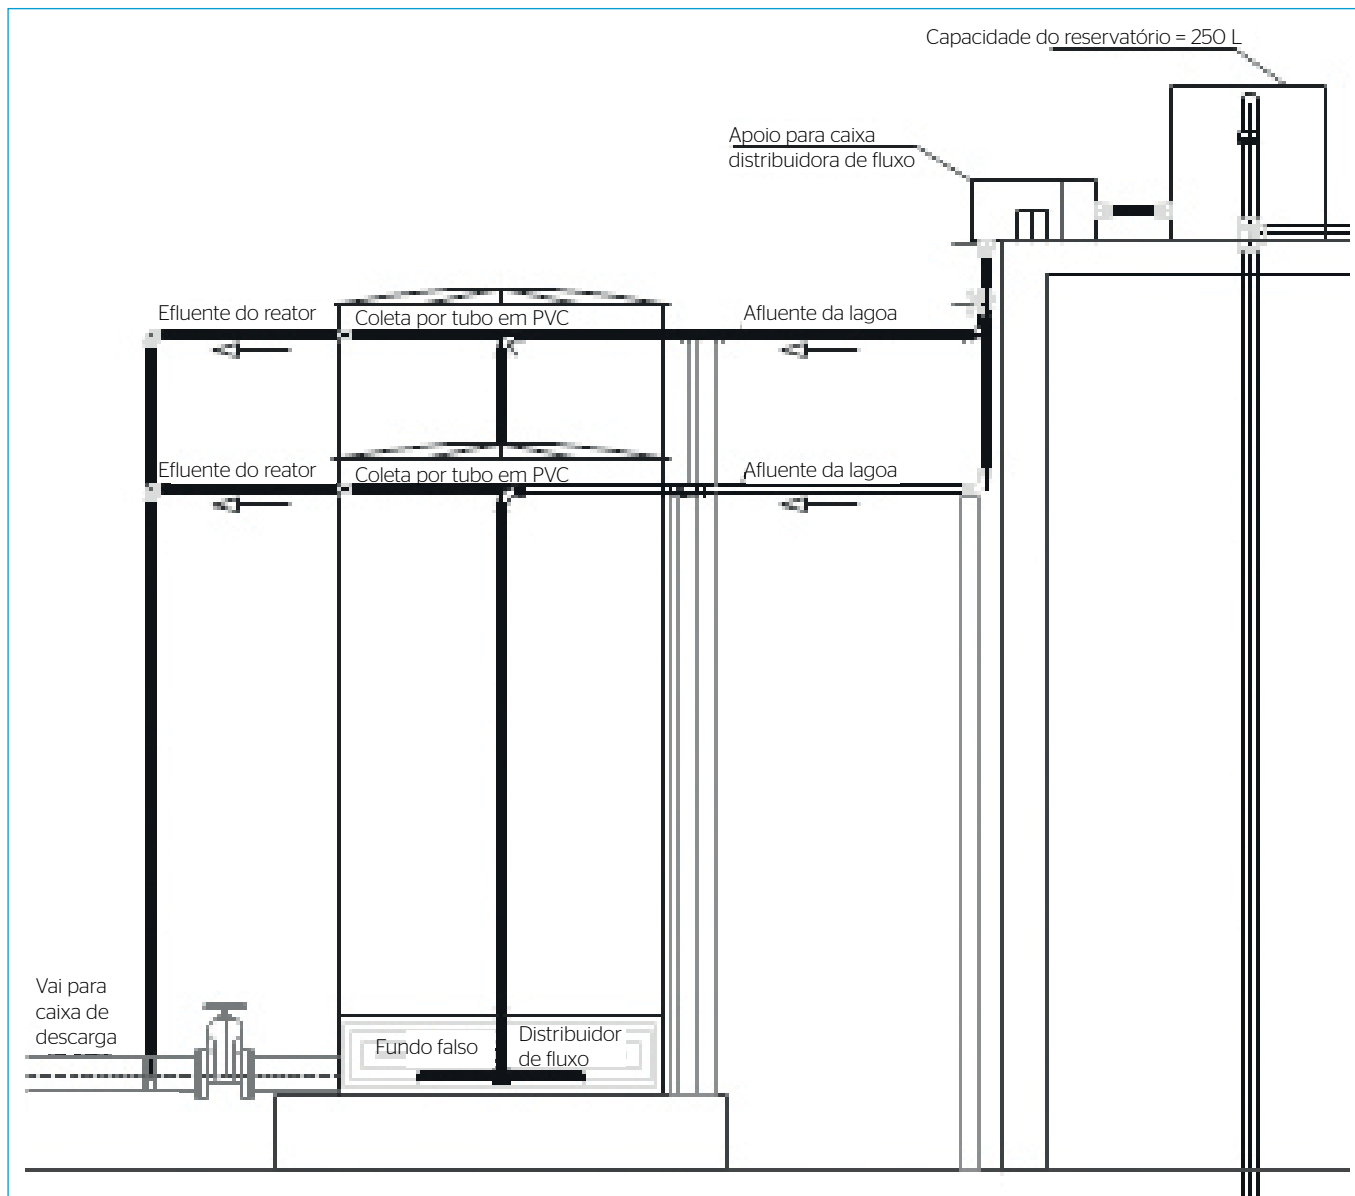 Capacidade do reservatório = 250 L
Apoio para caixa
distribuidora de fluxo
Efluente do reator
Coleta por tubo em PVC
Afluente da lagoa
Efluente do reator
Coleta por tubo em PVC
Afluente da lagoa
Vai para
caixa de
descarga
Fundo falso
Distribuidor
de fluxo